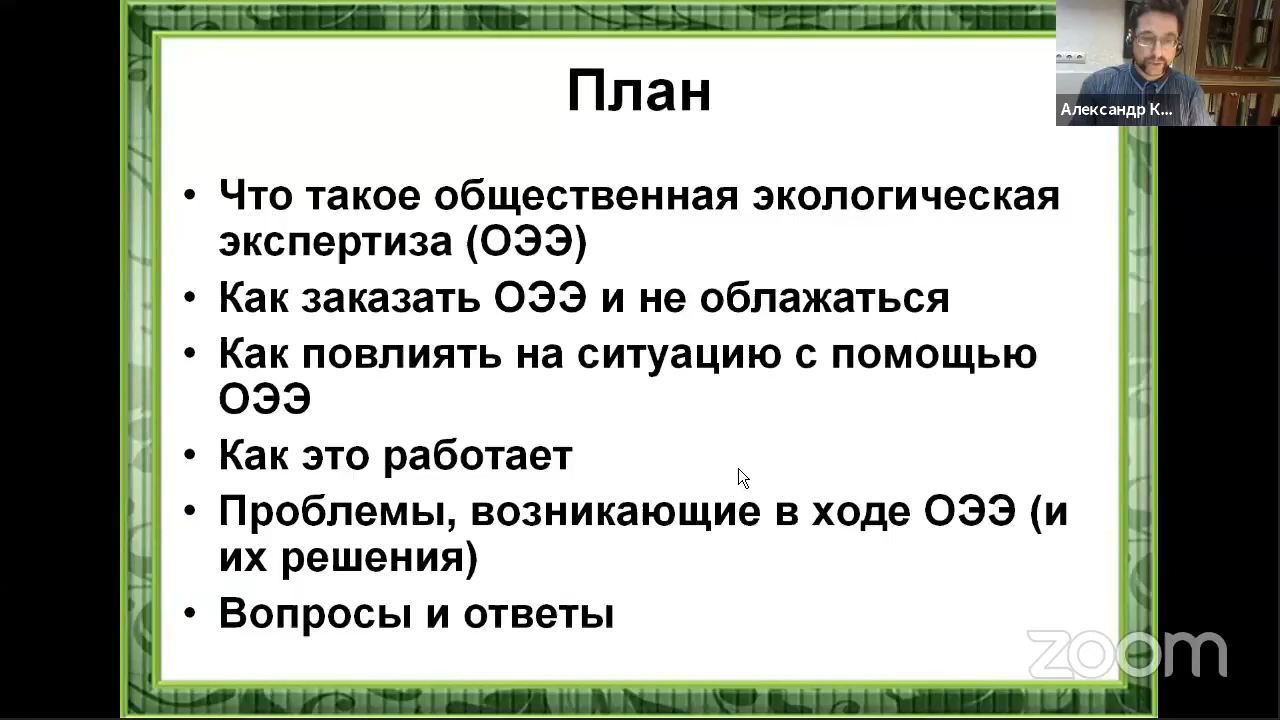 План
Александр К...
• Что такое общественная экологическая
экспертиза (ОЭЭ)
• Как заказать ОЭЭ и не облажаться
• Как повлиять на ситуацию с помощью
ОЭЭ
• Как это работает
• Проблемы, возникающие в ходе ОЭЭ (и
их решения)
• Вопросы и ответы
zoom